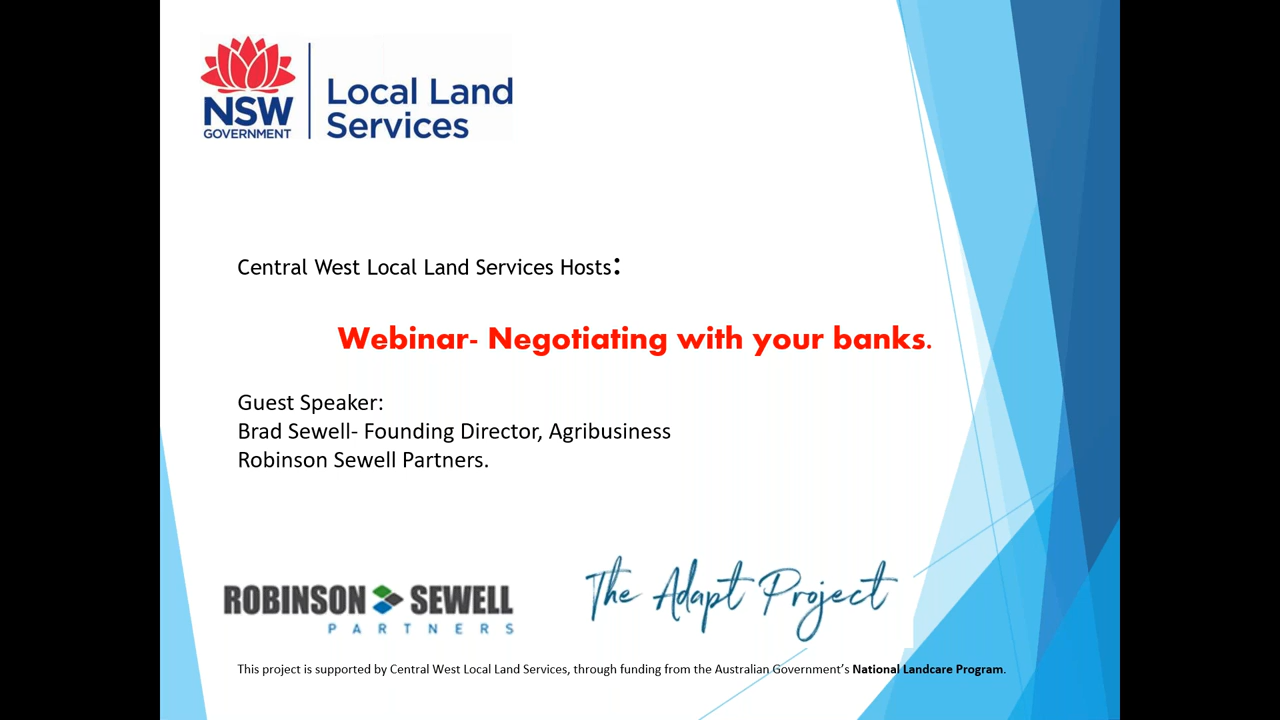 NSW
GOVERNMENT
Local Land
Services
Central West Local Land Services Hosts:
Webinar- Negotiating with your banks.
Guest Speaker:
Brad Sewell- Founding Director, Agribusiness
Robinson Sewell Partners.
ROBINSON SEWELL
PARTNERS
The Adapt Project
This project is supported by Central West Local Land Services, through funding from the Australian Government’s National Landcare Program.